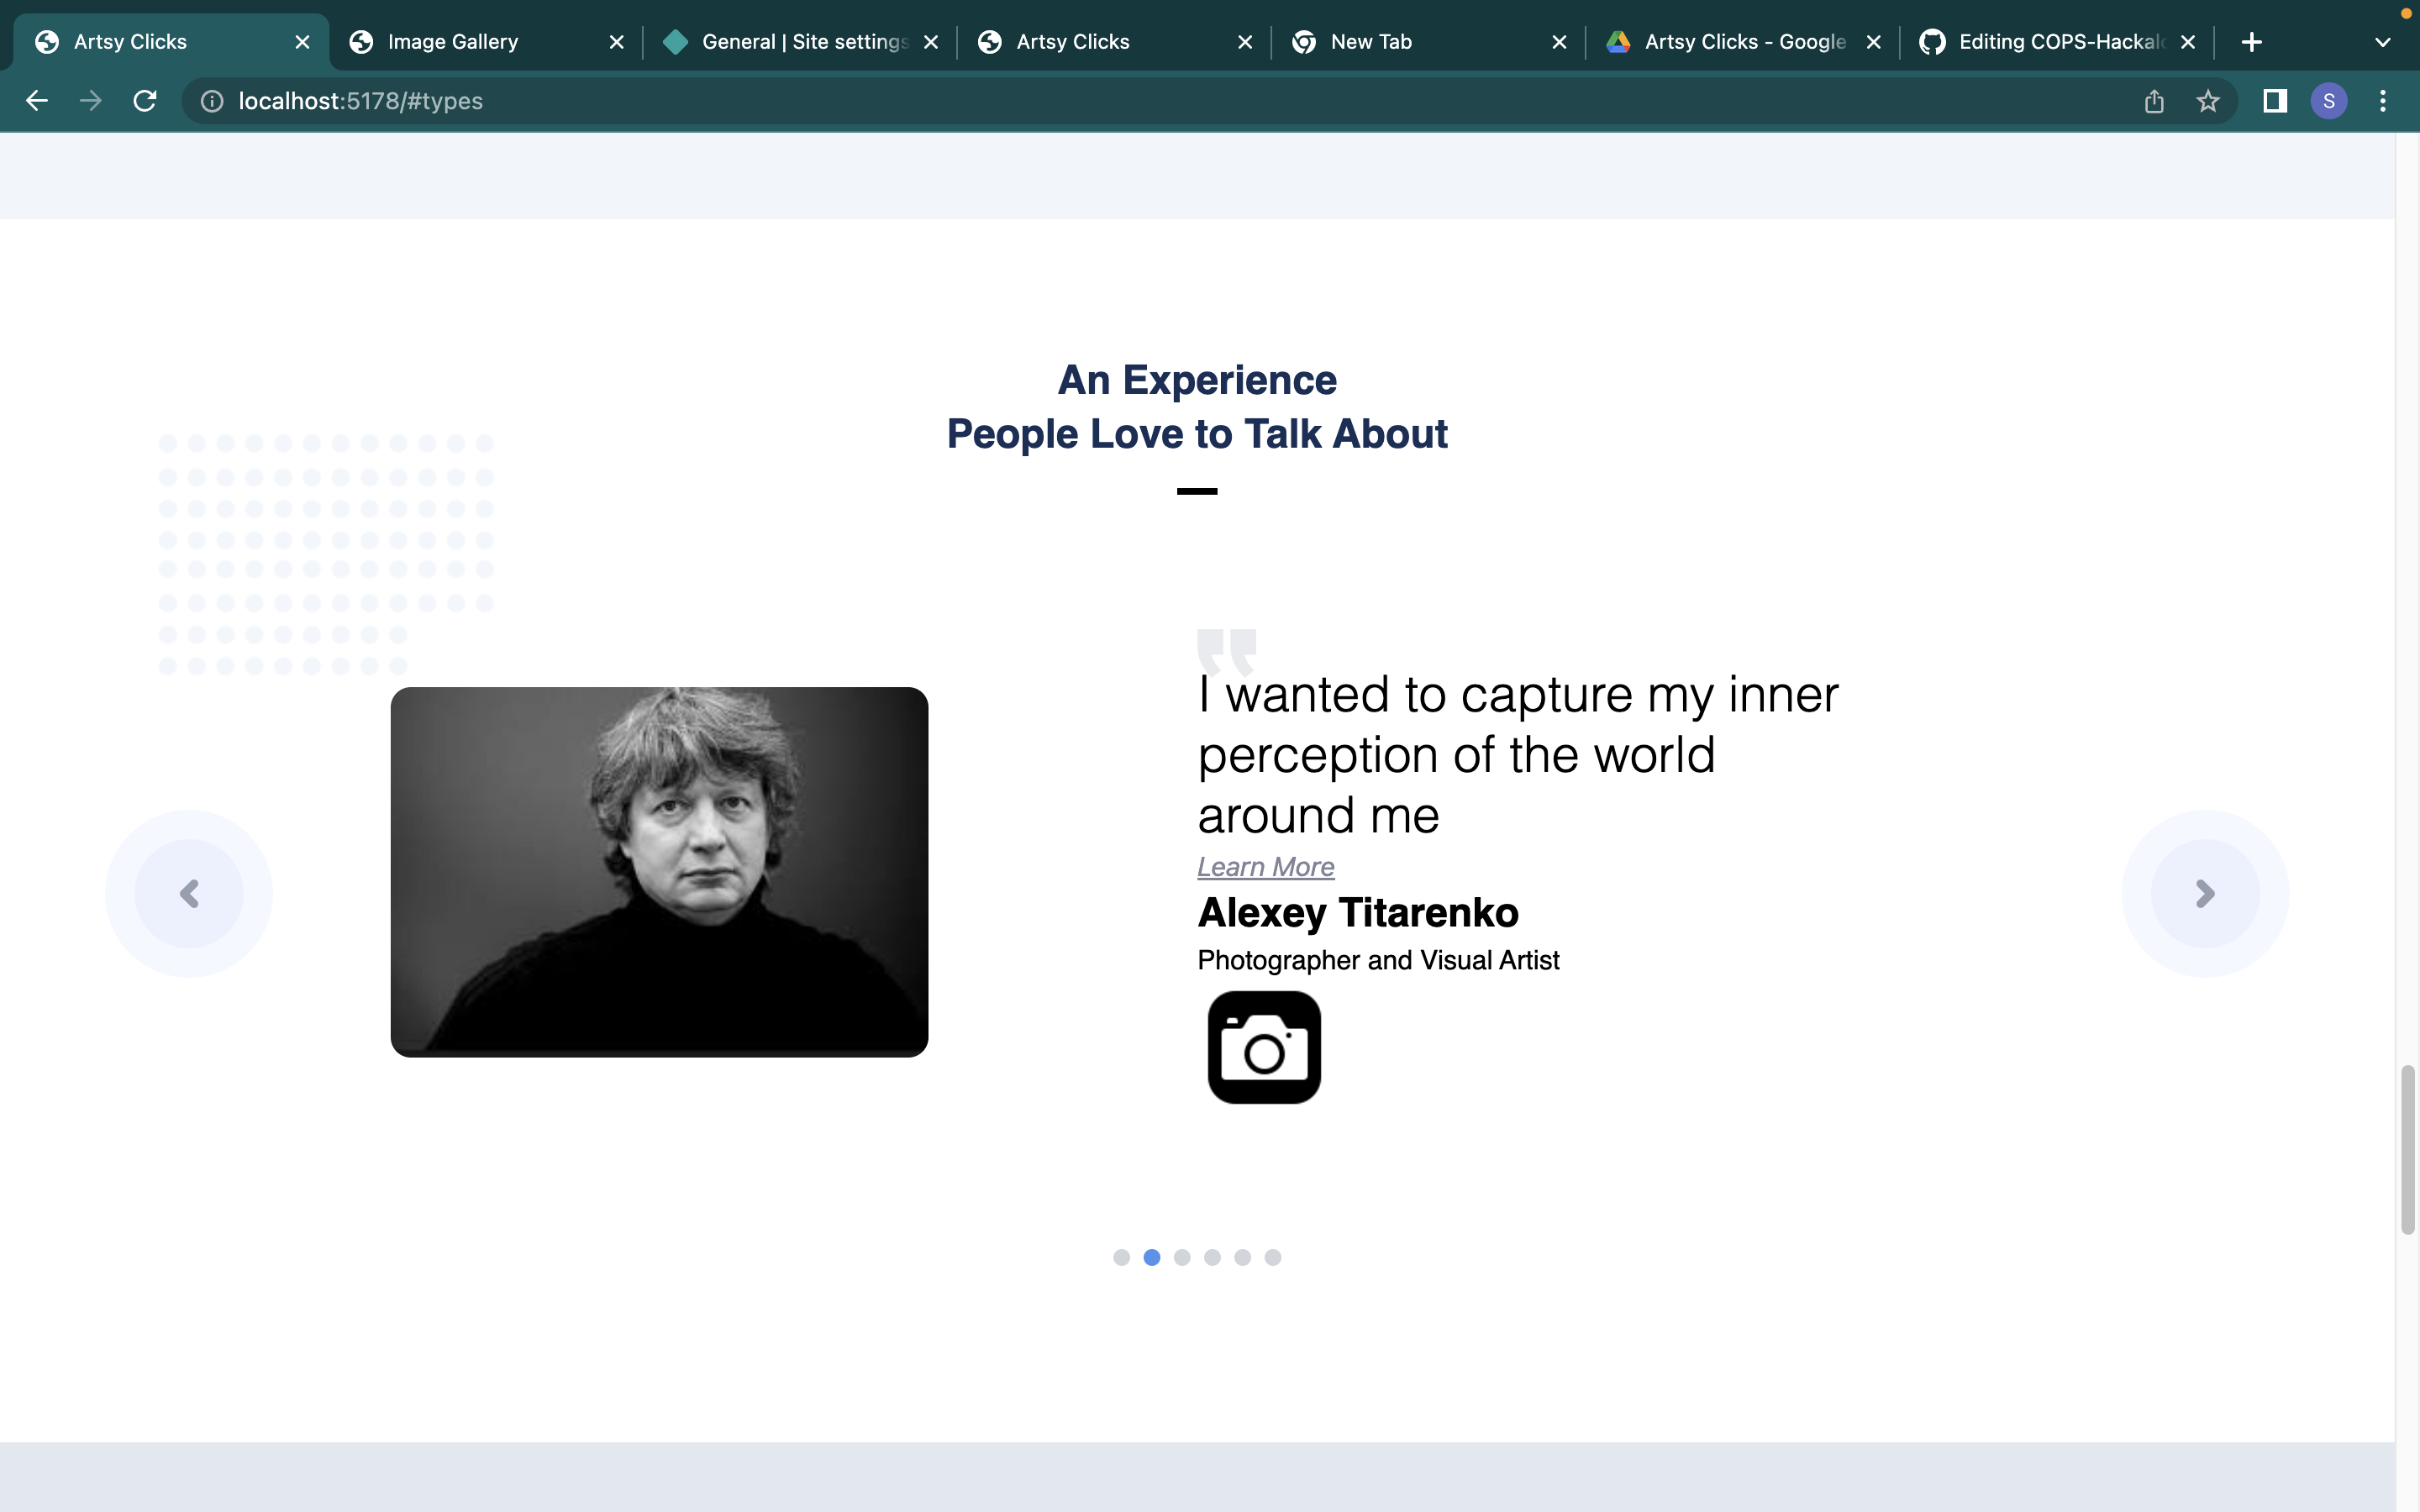 Artsy Clicks
Image Gallery
General | Site settings
Artsy Clicks
New Tab
Artsy Clicks - Google
Editing COPS-Hackalo
localhost:5178/#types
S
An Experience
People Love to Talk About
"
I wanted to capture my inner
perception of the world
around me
Learn More
Alexey Titarenko
Photographer and Visual Artist